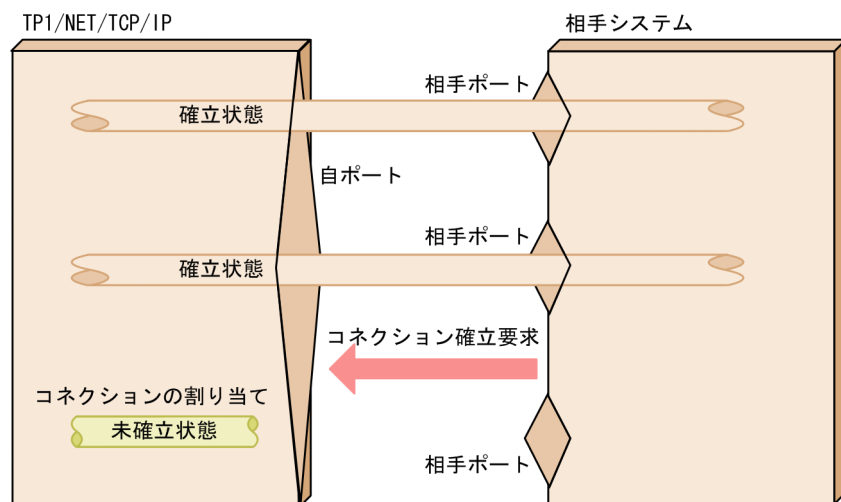 TP1/NET/TCP/IP
相手システム
相手ポート
確立状態
自ポート
相手ポート
確立状態
コネクション確立要求
コネクションの割り当て
未確立状態
相手ポート